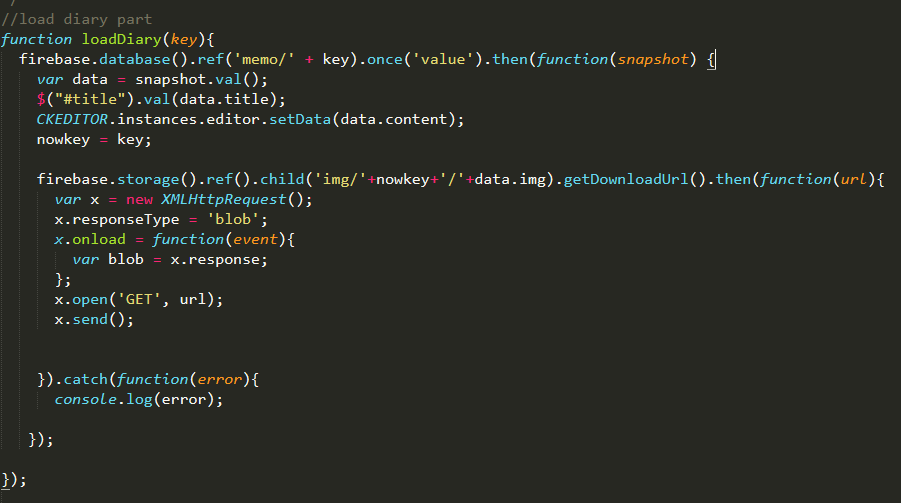 /
//load diary part
function loadDiary(key){
  firebase.database().ref('memo/' + key).once('value').then(function(snapshot) {
    var data = snapshot.val();
    $("#title").val(data.title);
    CKEDITOR.instances.editor.setData(data.content);
    nowkey = key;
    firebase.storage().ref().child('img/'+nowkey+'/'+data.img).getDownloadUrl().then(function(url){
      var x = new XMLHttpRequest();
      x.responseType = 'blob';
      x.onload = function(event){
        var blob = x.response;
      };
      x.open('GET', url);
      x.send();
    }).catch(function(error){
      console.log(error);
   });
});